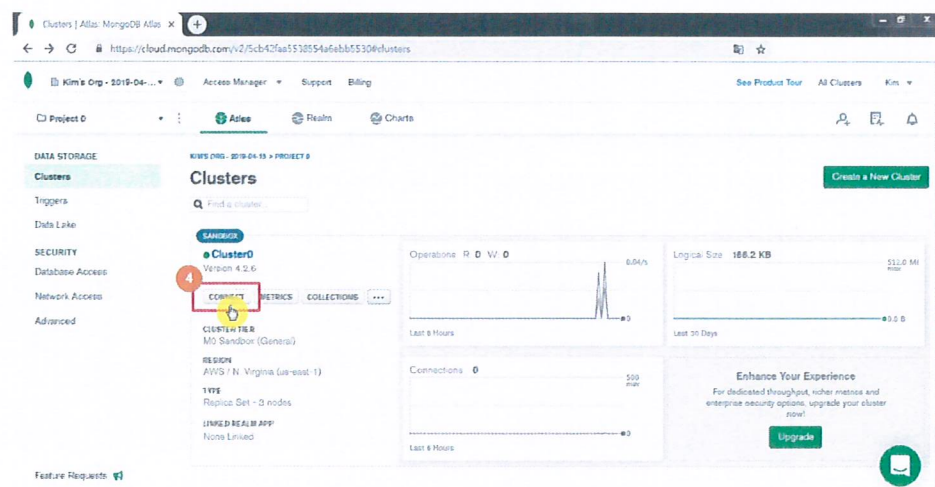 Clusters | Atlas: MongoDB Atlas
https://cloud.mongodb.com/v2/5cb42faa5538554a6ebb5530#clusters
Kim's Org - 2019-04-...
Access Manager
Support
Billing
See Product Tour
All Clusters
Kim
Project 0
Atlas
Realm
Charts
DATA STORAGE
Clusters
Triggers
Data Lake
SECURITY
Database Access
Network Access
Advanced
Feature Requests
KIM'S ORG - 2019-04-15 > PROJECT 0
Clusters
Create a New Cluster
Find a cluster...
SANDBOX
Cluster0
Version 4.2.6
4
CONNECT
METRICS
COLLECTIONS
...
CLUSTER TIER
M0 Sandbox (General)
REGION
AWS / N. Virginia (us-east-1)
TYPE
Replica Set - 3 nodes
LINKED REALM APP
None Linked
Operations R: 0 W: 0
0.04/s
0
Last 6 Hours
Logical Size 166.2 KB
512.0 MB
max
0.0 B
Last 30 Days
Connections 0
500
max
0
Last 6 Hours
Enhance Your Experience
For dedicated throughput, richer metrics and
enterprise security options, upgrade your cluster
now!
Upgrade